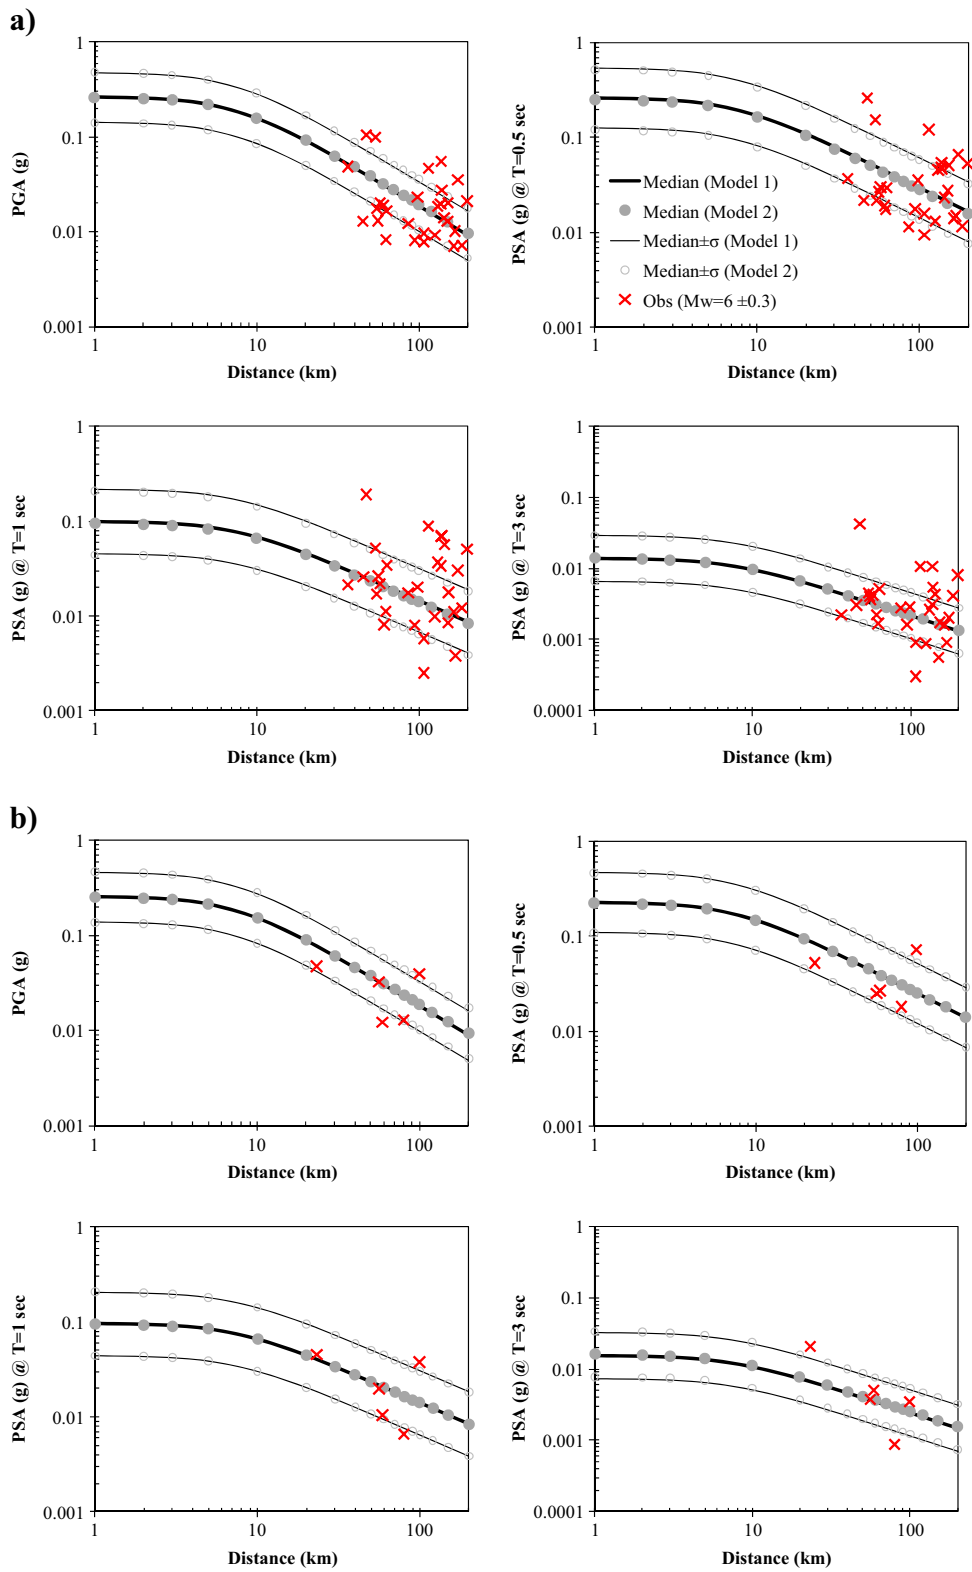 a)
1
0.1
0.01
0.001
PGA (g)
1
10
100
Distance (km)
1
0.1
0.01
0.001
PSA (g) @ T=0.5 sec
Median (Model 1)
Median (Model 2)
Median±σ (Model 1)
Median±σ (Model 2)
Obs (Mw=6 ±0.3)
1
10
100
Distance (km)
1
0.1
0.01
0.001
PSA (g) @ T=1 sec
1
10
100
Distance (km)
1
0.1
0.01
0.001
0.0001
PSA (g) @ T=3 sec
1
10
100
Distance (km)
b)
1
0.1
0.01
0.001
PGA (g)
1
10
100
Distance (km)
1
0.1
0.01
0.001
PSA (g) @ T=0.5 sec
1
10
100
Distance (km)
1
0.1
0.01
0.001
PSA (g) @ T=1 sec
1
10
100
Distance (km)
1
0.1
0.01
0.001
0.0001
PSA (g) @ T=3 sec
1
10
100
Distance (km)